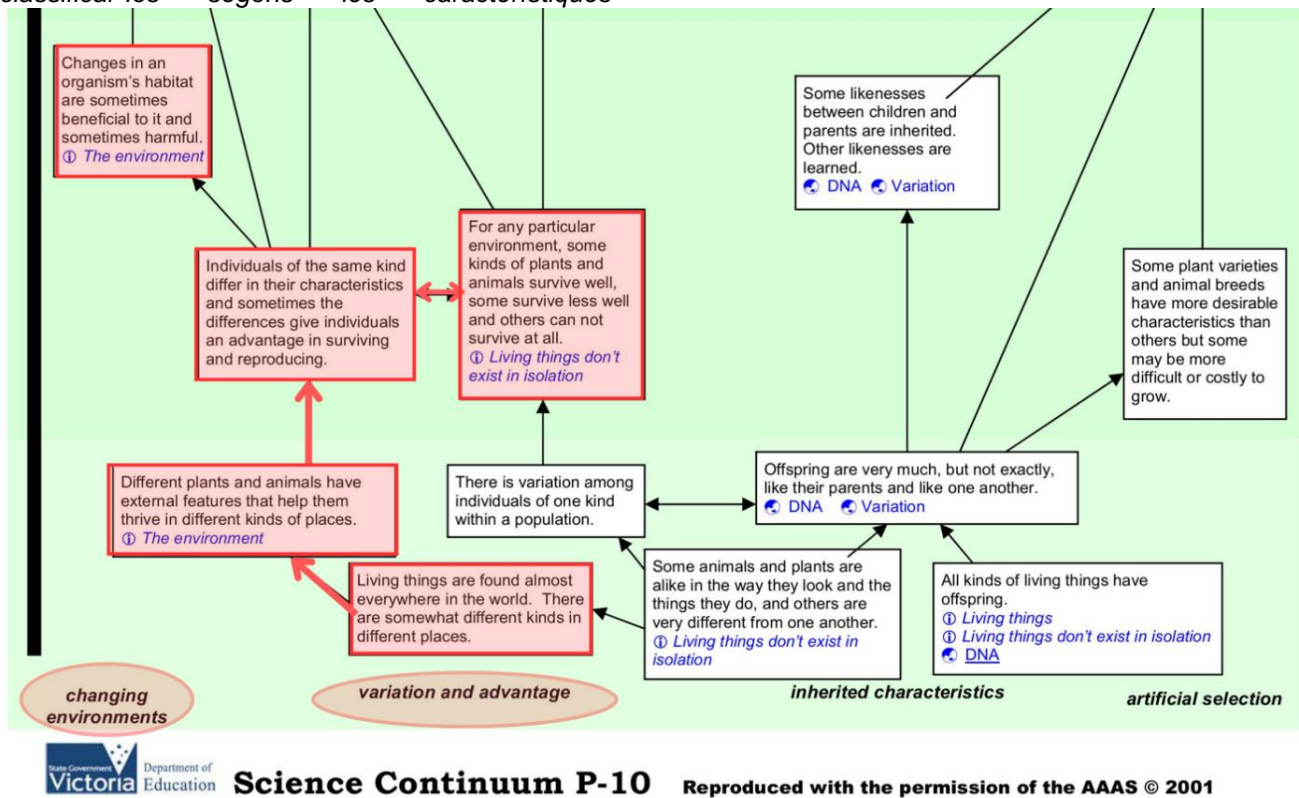 classificar-los segons les característiques
Changes in an
organism's habitat
are sometimes
beneficial to it and
sometimes harmful.
The environment
Some likenesses
between children and
parents are inherited.
Other likenesses are
learned.
DNA Variation
For any particular
environment, some
kinds of plants and
animals survive well,
some survive less well
and others can not
survive at all.
Living things don't
exist in isolation
Individuals of the same kind
differ in their characteristics
and sometimes the
differences give individuals
an advantage in surviving
and reproducing.
Some plant varieties
and animal breeds
have more desirable
characteristics than
others but some
may be more
difficult or costly to
grow.
Different plants and animals have
external features that help them
thrive in different kinds of places.
The environment
There is variation among
individuals of one kind
within a population.
Offspring are very much, but not exactly,
like their parents and like one another.
DNA Variation
Living things are found almost
everywhere in the world. There
are somewhat different kinds in
different places.
Some animals and plants are
alike in the way they look and the
things they do, and others are
very different from one another.
Living things don't exist in
isolation
All kinds of living things have
offspring.
Living things
Living things don't exist in isolation
DNA
changing
environments
variation and advantage
inherited characteristics
artificial selection
State Government
Victoria
Department of
Education
Science Continuum P-10
Reproduced with the permission of the AAAS © 2001